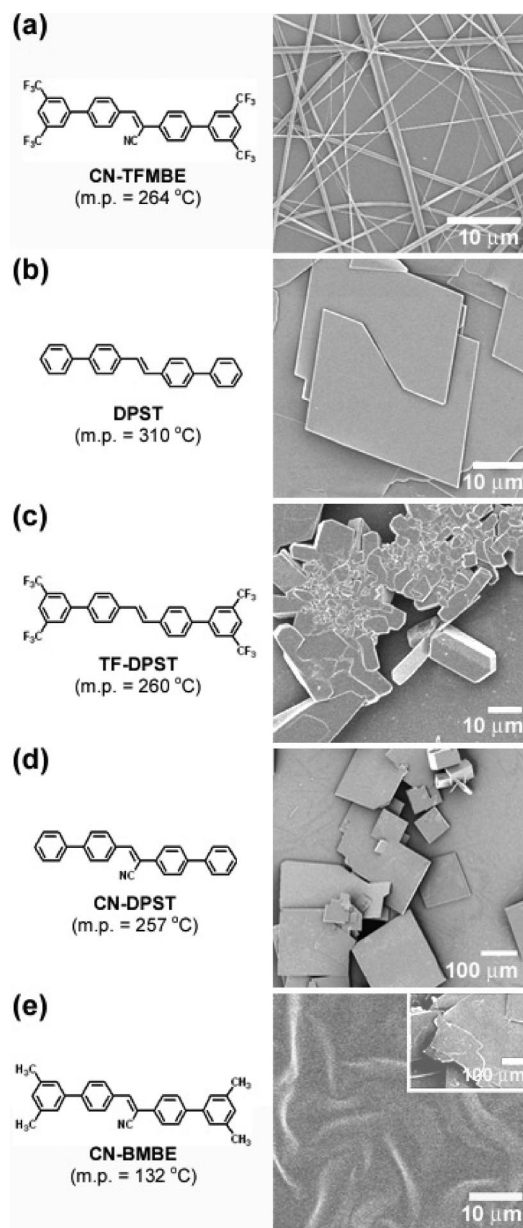 (a)
F₃C
CF₃
F₃C
NC
CF₃
CN-TFMBE
(m.p. = 264 °C)
10 µm
(b)
DPST
(m.p. = 310 °C)
10 µm
(c)
F₃C
CF₃
F₃C
CF₃
TF-DPST
(m.p. = 260 °C)
10 µm
(d)
NC
CN-DPST
(m.p. = 257 °C)
100 µm
(e)
100 µm
H₃C
CH₃
H₃C
NC
CH₃
CN-BMBE
(m.p. = 132 °C)
10 µm